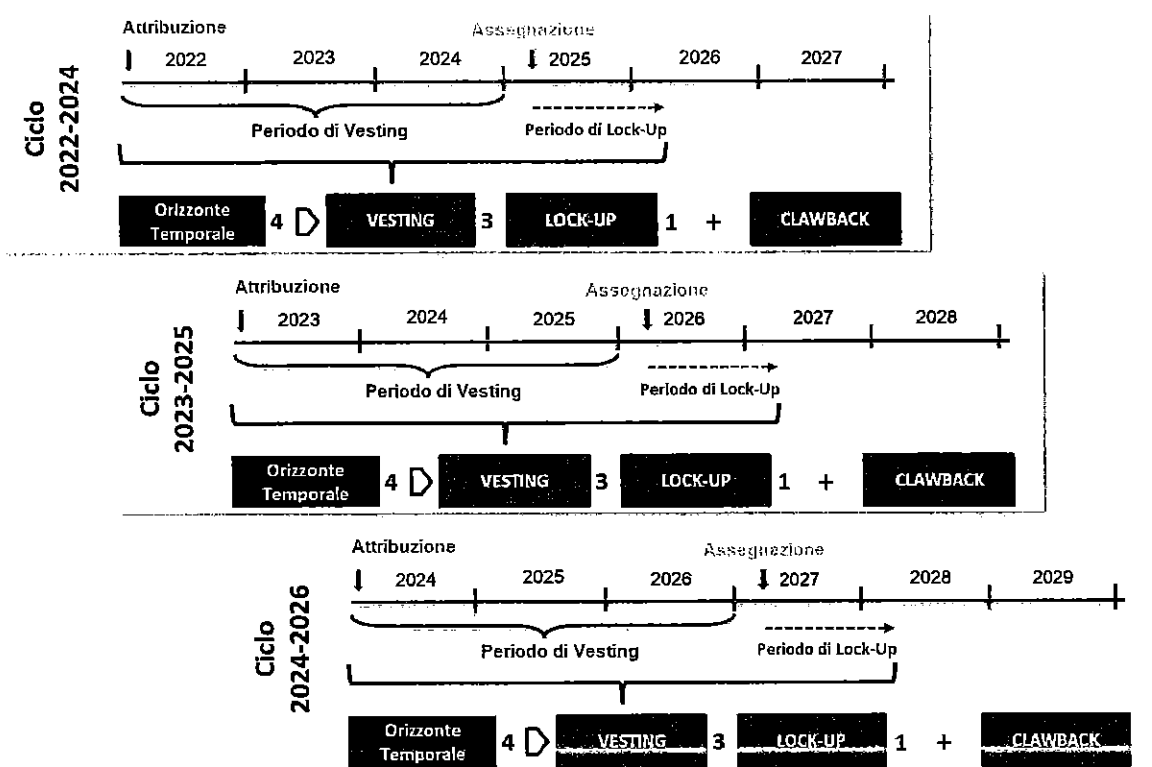 Attribuzione
Assegnazione
2022 2023 2024 2025 2026 2027
Ciclo
2022-2024
Periodo di Vesting
Periodo di Lock-Up
Orizzonte
Temporale
4 VESTING 3 LOCK-UP 1 + CLAWBACK
Attribuzione
Assegnazione
2023 2024 2025 2026 2027 2028
Ciclo
2023-2025
Periodo di Vesting
Periodo di Lock-Up
Orizzonte
Temporale
4 VESTING 3 LOCK-UP 1 + CLAWBACK
Attribuzione
Assegnazione
2024 2025 2026 2027 2028 2029
Ciclo
2024-2026
Periodo di Vesting
Periodo di Lock-Up
Orizzonte
Temporale
4 VESTING 3 LOCK-UP 1 + CLAWBACK